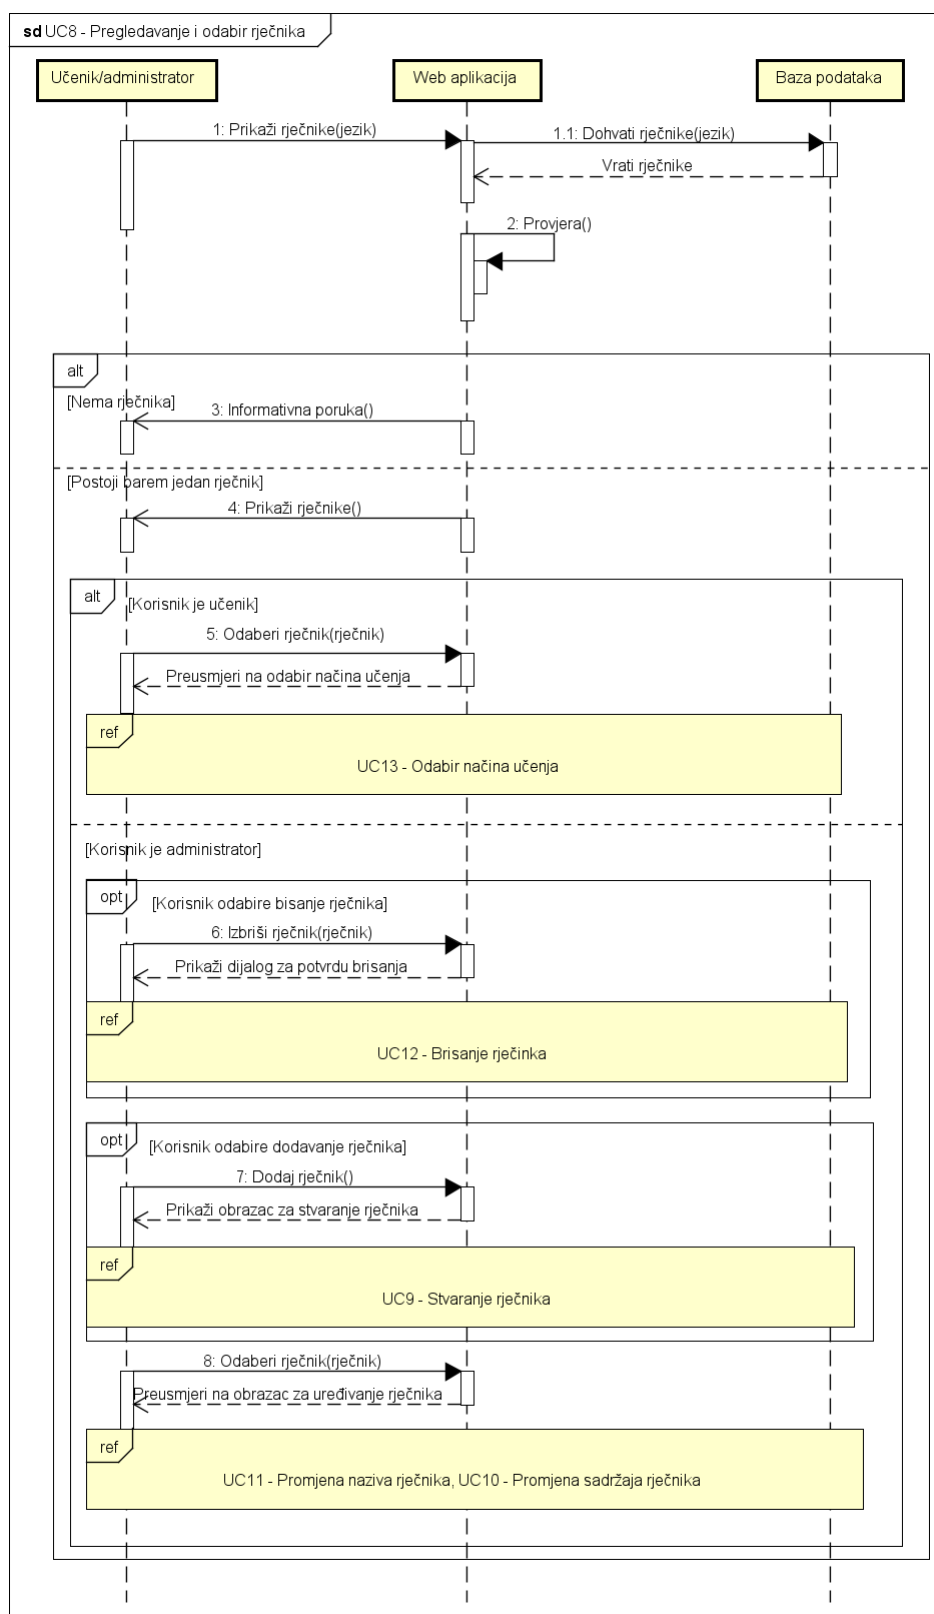 sd UC8 - Pregledavanje i odabir rječnika
Učenik/administrator
Web aplikacija
Baza podataka
1: Prikaži rječnike(jezik)
1.1: Dohvati rječnike(jezik)
Vrati rječnike
2: Provjera()
alt
[Nema rječnika]
3: Informativna poruka()
[Postoji barem jedan rječnik]
4: Prikaži rječnike()
alt
[Korisnik je učenik]
5: Odaberi rječnik(rječnik)
Preusmjeri na odabir načina učenja
ref
UC13 - Odabir načina učenja
[Korisnik je administrator]
opt
[Korisnik odabire bisanje rječnika]
6: Izbriši rječnik(rječnik)
Prikaži dijalog za potvrdu brisanja
ref
UC12 - Brisanje rječinka
opt
[Korisnik odabire dodavanje rječnika]
7: Dodaj rječnik()
Prikaži obrazac za stvaranje rječnika
ref
UC9 - Stvaranje rječnika
8: Odaberi rječnik(rječnik)
Preusmjeri na obrazac za uređivanje rječnika
ref
UC11 - Promjena naziva rječnika, UC10 - Promjena sadržaja rječnika